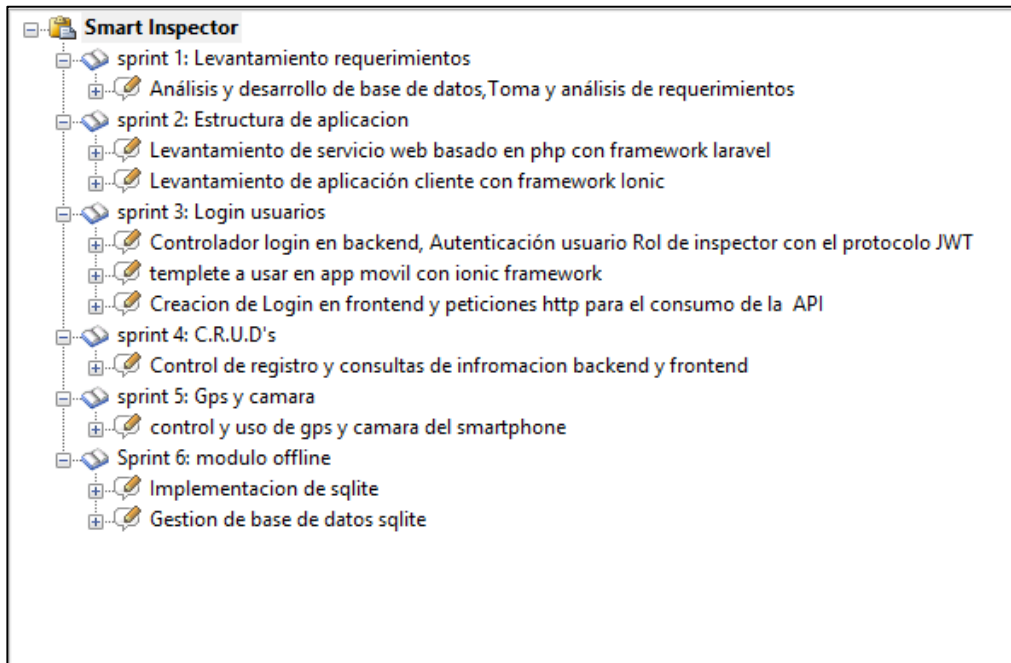 Smart Inspector
sprint 1: Levantamiento requerimientos
Análisis y desarrollo de base de datos,Toma y análisis de requerimientos
sprint 2: Estructura de aplicacion
Levantamiento de servicio web basado en php con framework laravel
Levantamiento de aplicación cliente con framework Ionic
sprint 3: Login usuarios
Controlador login en backend, Autenticación usuario Rol de inspector con el protocolo JWT
templete a usar en app movil con ionic framework
Creacion de Login en frontend y peticiones http para el consumo de la  API
sprint 4: C.R.U.D's
Control de registro y consultas de infromacion backend y frontend
sprint 5: Gps y camara
control y uso de gps y camara del smartphone
Sprint 6: modulo offline
Implementacion de sqlite
Gestion de base de datos sqlite